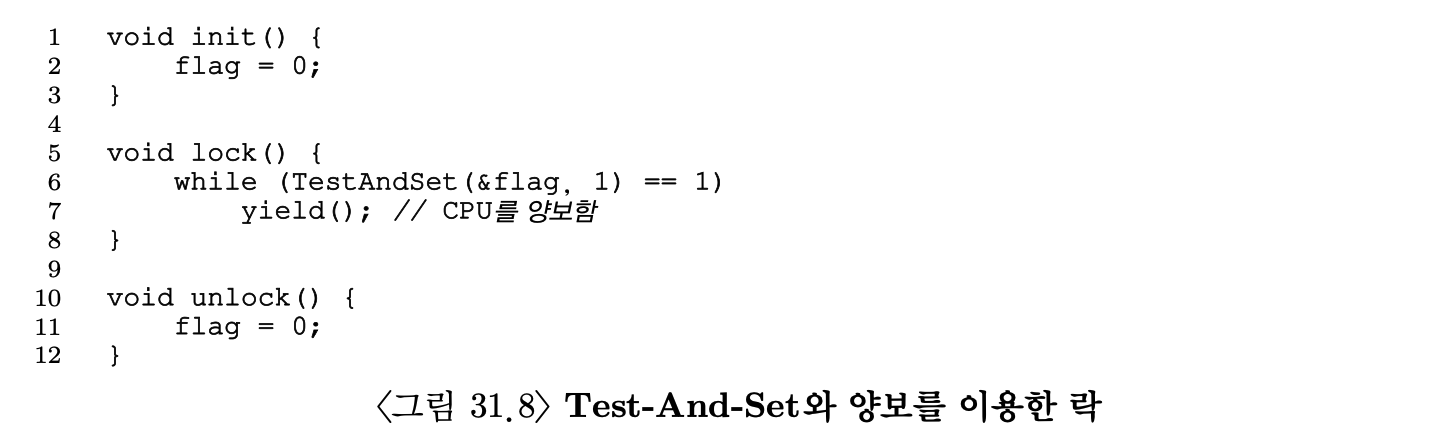 1 void init() {
2     flag = 0;
3 }
4
5 void lock() {
6     while (TestAndSet(&flag, 1) == 1)
7         yield(); // CPU를 양보함
8 }
9
10 void unlock() {
11     flag = 0;
12 }
〈그림 31.8〉 Test-And-Set와 양보를 이용한 락